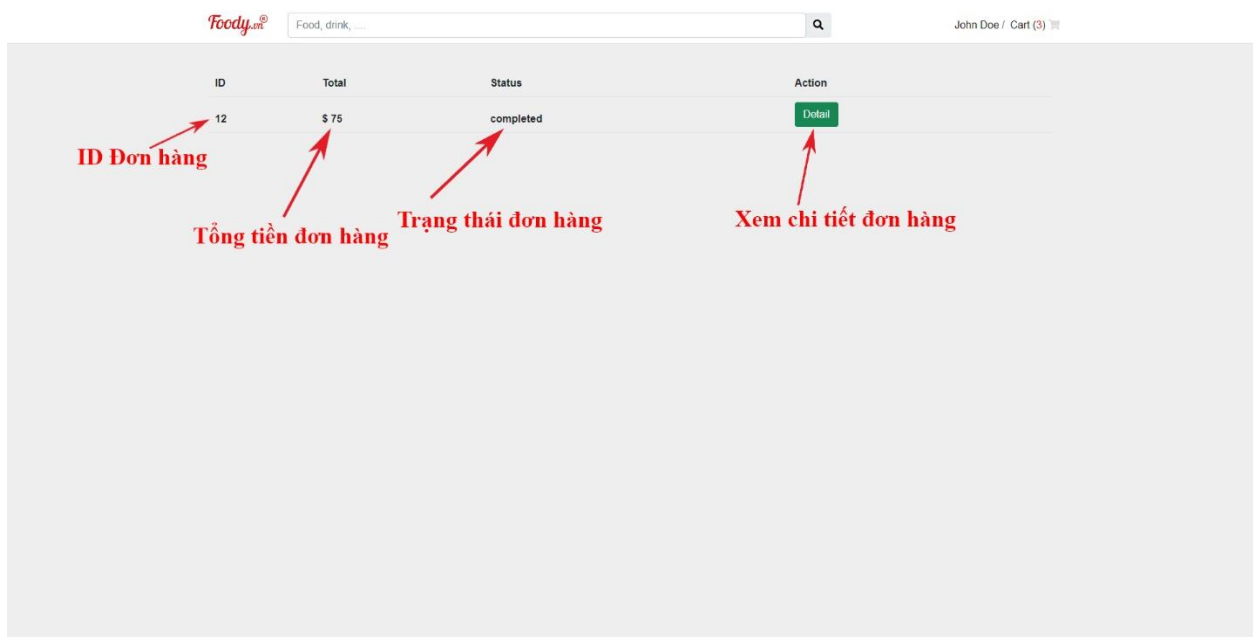 Foody.vn®
Food, drink, ....
John Doe / Cart (3)
ID Total Status Action
12 $ 75 completed Detail
ID Đơn hàng
Tổng tiền đơn hàng
Trạng thái đơn hàng
Xem chi tiết đơn hàng